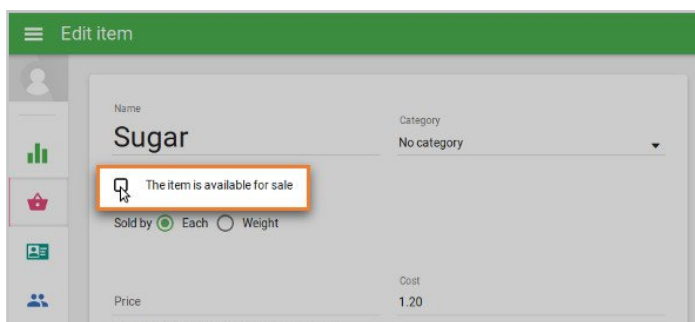 Edit item
Name
Sugar
Category
No category
The item is available for sale
Sold by Each Weight
Price
Cost
1.20